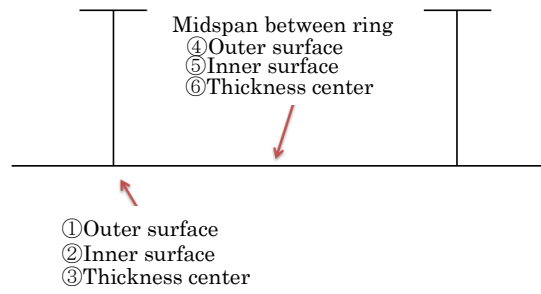 Midspan between ring
④Outer surface
⑤Inner surface
⑥Thickness center
①Outer surface
②Inner surface
③Thickness center